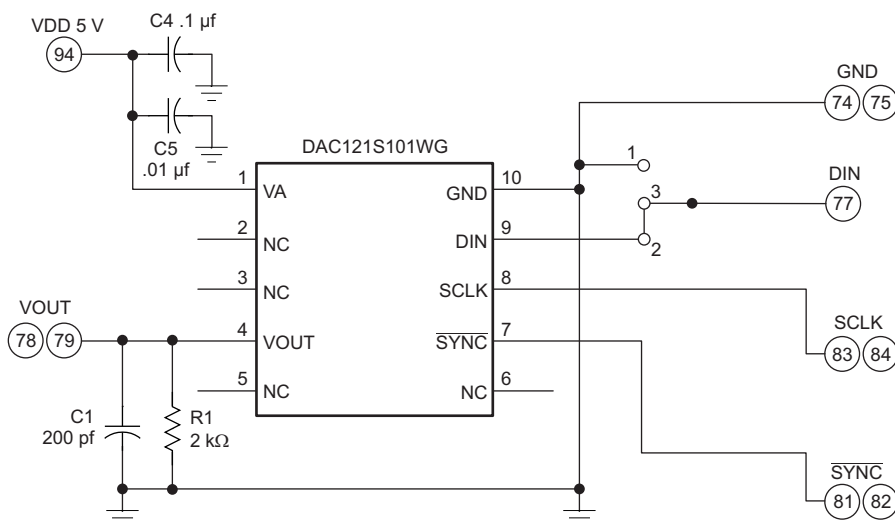 VDD 5 V
94
C4 .1 µf
C5
.01 µf
DAC121S101WG
1
VA
2
NC
3
NC
4
VOUT
5
NC
10
GND
9
DIN
8
SCLK
7
SYNC
6
NC
1
3
2
GND
74 75
DIN
77
SCLK
83 84
SYNC
81 82
VOUT
78 79
C1
200 pf
R1
2 kΩ